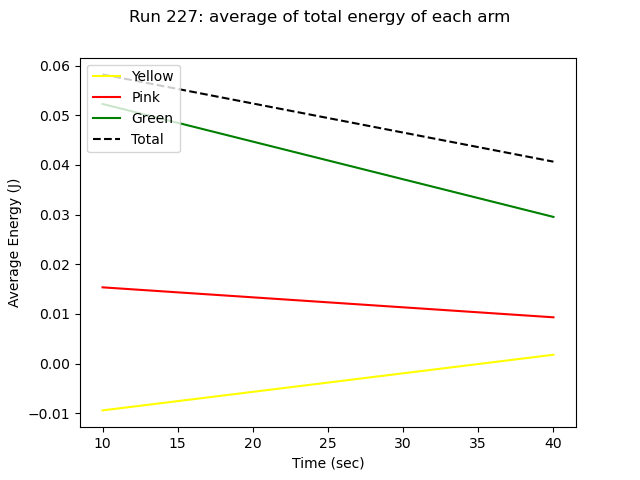 Run 227: average of total energy of each arm
0.06
0.05
0.04
0.03
0.02
0.01
0.00
−0.01
Average Energy (J)
Yellow
Pink
Green
Total
10 15 20 25 30 35 40
Time (sec)